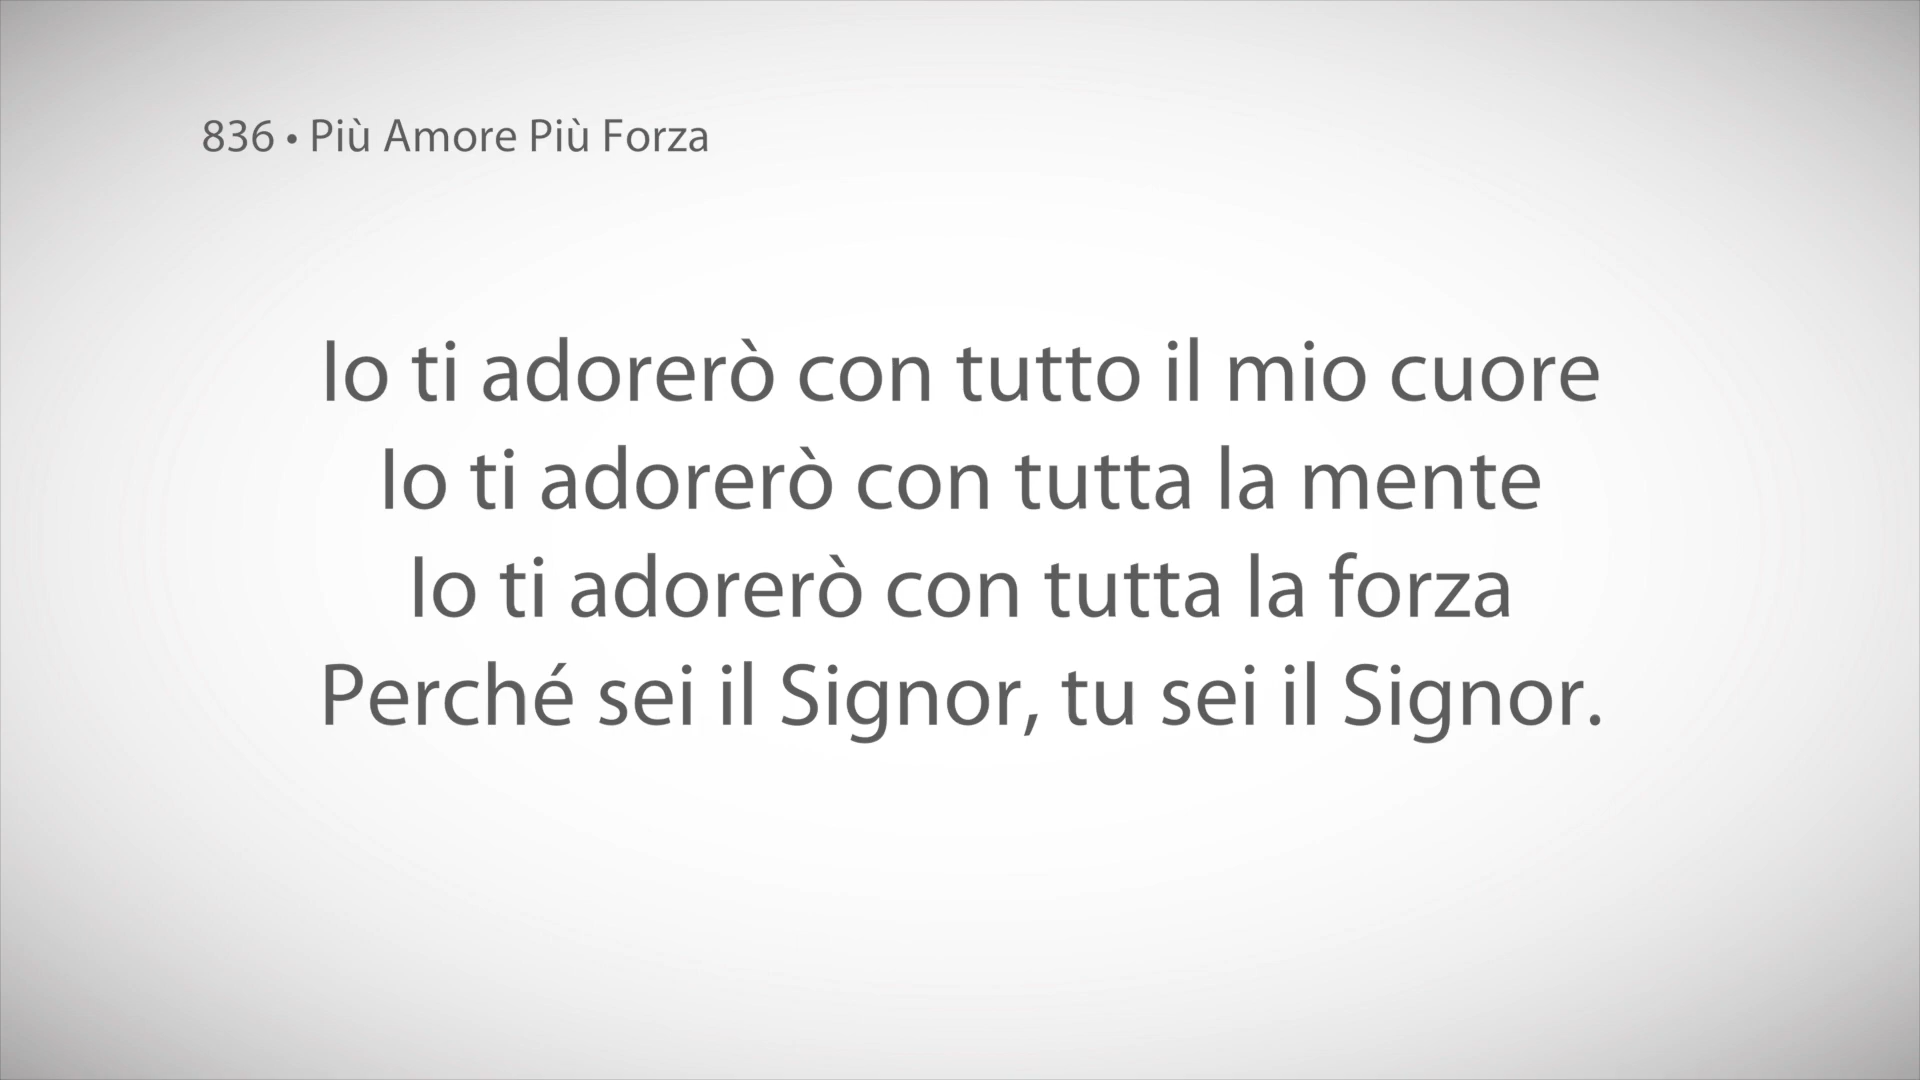 836 • Più Amore Più Forza
Io ti adorerò con tutto il mio cuore
Io ti adorerò con tutta la mente
Io ti adorerò con tutta la forza
Perché sei il Signor, tu sei il Signor.